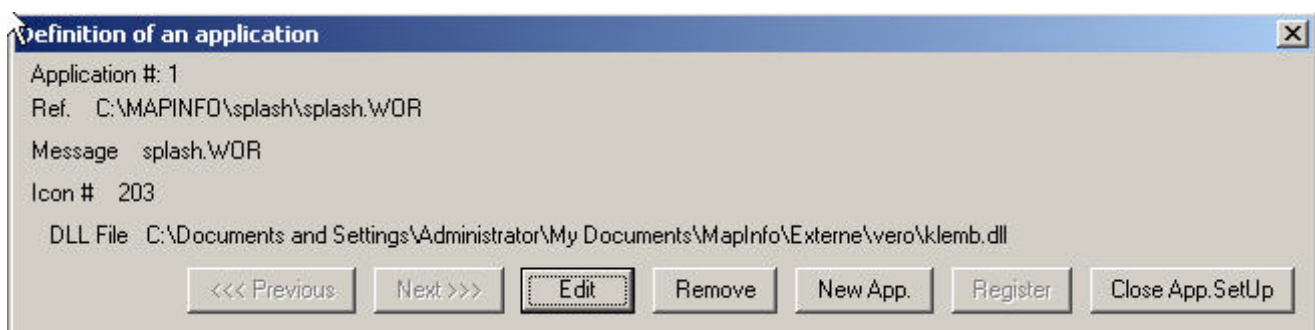 Definition of an application
Application #: 1
Ref. C:\MAPINFO\splash\splash.WOR
Message splash.WOR
Icon # 203
DLL File C:\Documents and Settings\Administrator\My Documents\MapInfo\Externe\vero\klemb.dll
<<< Previous Next >>> Edit Remove New App. Register Close App.SetUp